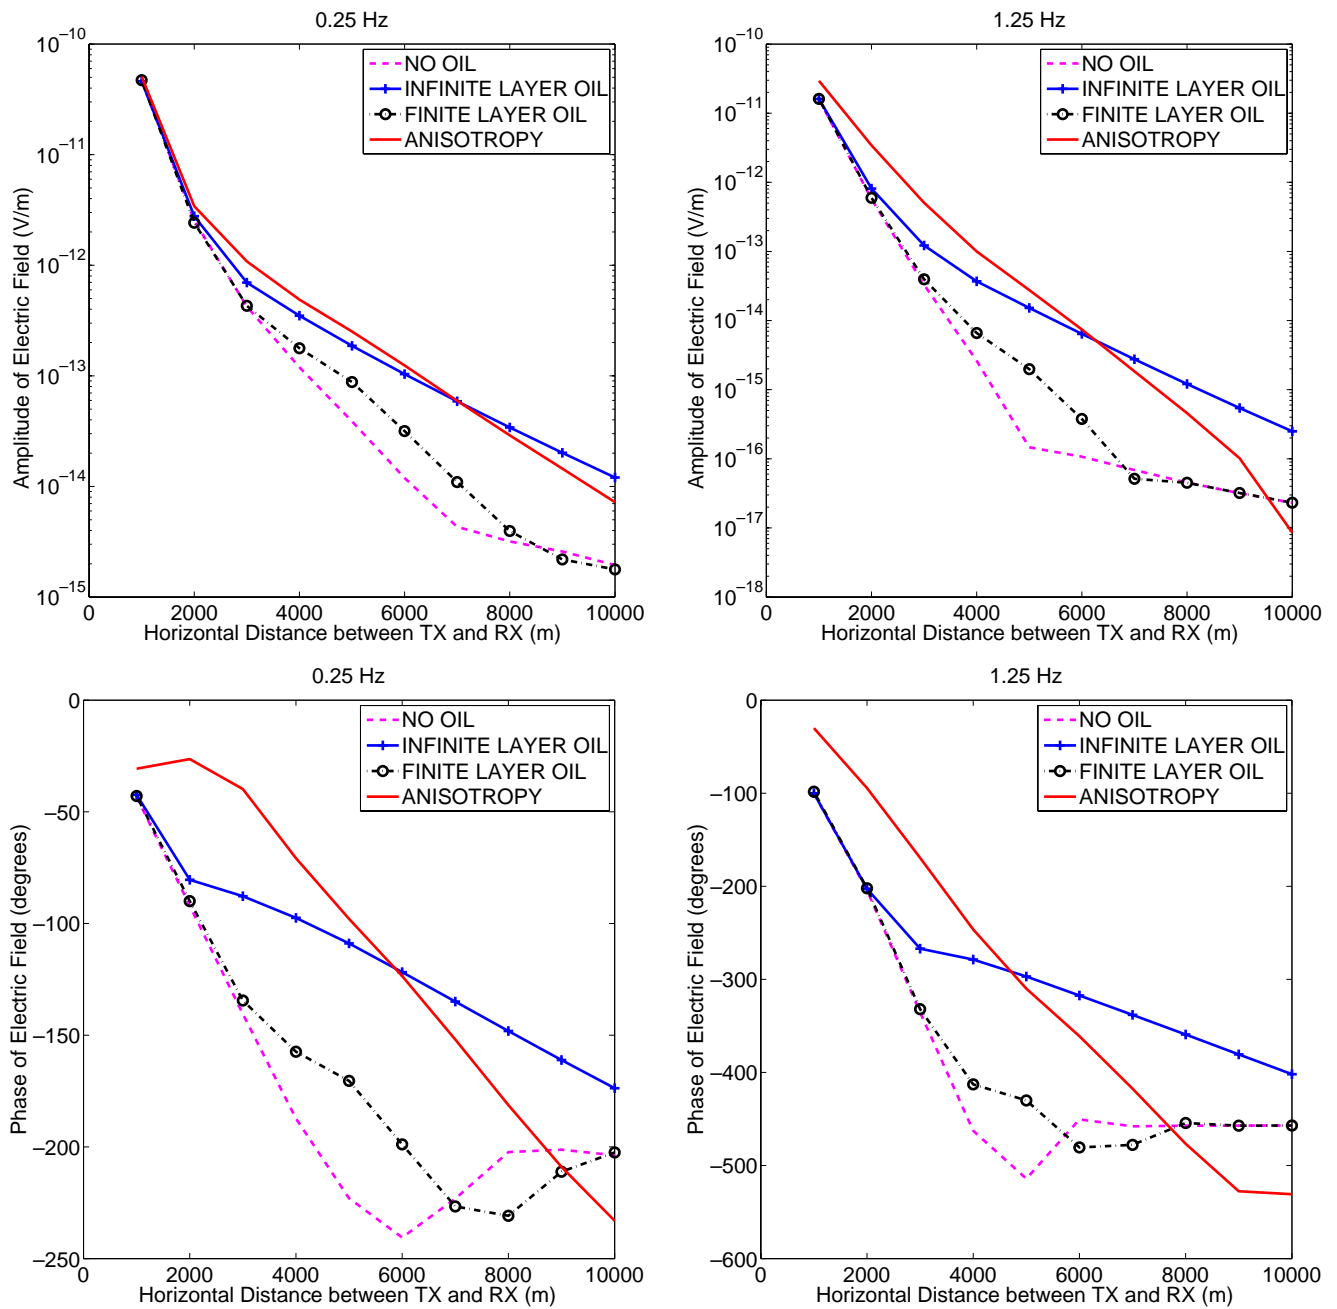 0.25 Hz
10−10
10−11
10−12
10−13
10−14
10−15
Amplitude of Electric Field (V/m)
NO OIL
INFINITE LAYER OIL
FINITE LAYER OIL
ANISOTROPY
0 2000 4000 6000 8000 10000
Horizontal Distance between TX and RX (m)
1.25 Hz
10−10
10−11
10−12
10−13
10−14
10−15
10−16
10−17
10−18
Amplitude of Electric Field (V/m)
NO OIL
INFINITE LAYER OIL
FINITE LAYER OIL
ANISOTROPY
0 2000 4000 6000 8000 10000
Horizontal Distance between TX and RX (m)
0.25 Hz
0
−50
−100
−150
−200
−250
Phase of Electric Field (degrees)
NO OIL
INFINITE LAYER OIL
FINITE LAYER OIL
ANISOTROPY
0 2000 4000 6000 8000 10000
Horizontal Distance between TX and RX (m)
1.25 Hz
0
−100
−200
−300
−400
−500
−600
Phase of Electric Field (degrees)
NO OIL
INFINITE LAYER OIL
FINITE LAYER OIL
ANISOTROPY
0 2000 4000 6000 8000 10000
Horizontal Distance between TX and RX (m)